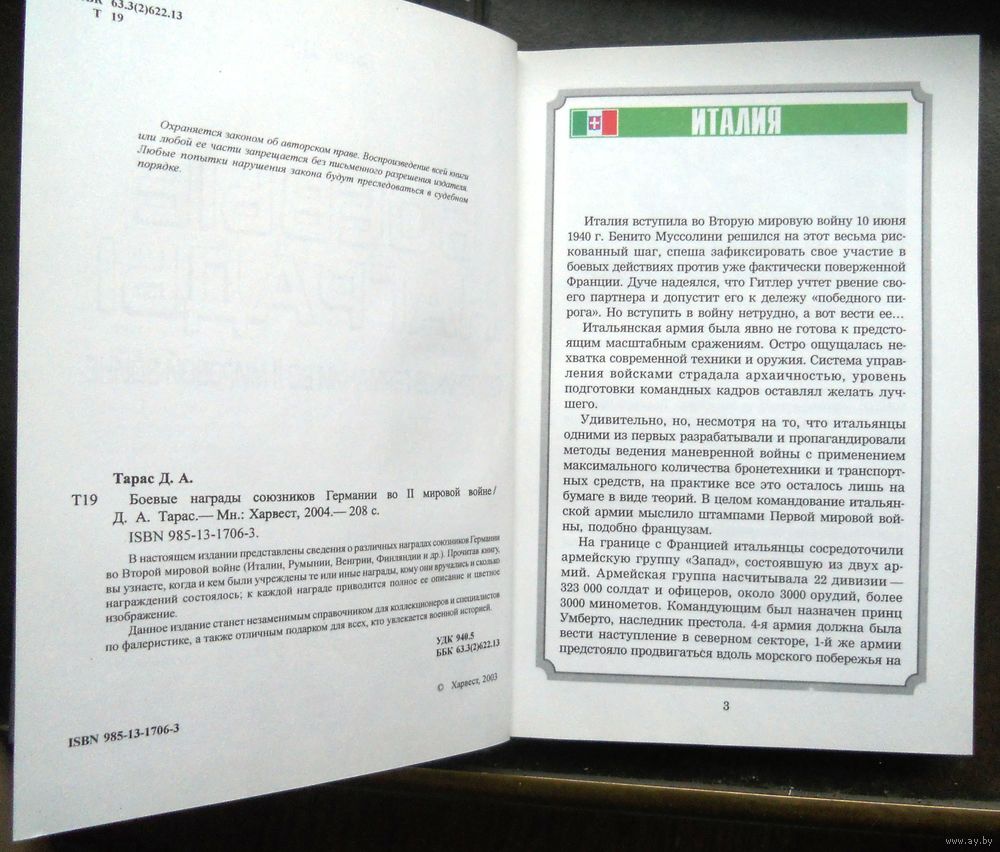 63.3(2)622.13
Т 19
Охраняется законом об авторском праве. Воспроизведение всей книги
или любой ее части запрещается без письменного разрешения издателя.
Любые попытки нарушения закона будут преследоваться в судебном
порядке.
Тарас Д. А.
Т19 Боевые награды союзников Германии во II мировой войне/
Д. А. Тарас.— Мн.: Харвест, 2004.— 208 с.
ISBN 985-13-1706-3.
В настоящем издании представлены сведения о различных наградах союзников Германии
во Второй мировой войне (Италии, Румынии, Венгрии, Финляндии и др.). Прочитав книгу,
вы узнаете, когда и кем были учреждены те или иные награды, кому они вручались и сколько
награждений состоялось; к каждой награде приводится полное ее описание и цветное
изображение.
Данное издание станет незаменимым справочником для коллекционеров и специалистов
по фалеристике, а также отличным подарком для всех, кто увлекается военной историей.
УДК 940.5
ББК 63.3(2)622.13
© Харвест, 2003
ISBN 985-13-1706-3
ИТАЛИЯ
Италия вступила во Вторую мировую войну 10 июня
1940 г. Бенито Муссолини решился на этот весьма рис-
кованный шаг, спеша зафиксировать свое участие в
боевых действиях против уже фактически поверженной
Франции. Дуче надеялся, что Гитлер учтет рвение сво-
его партнера и допустит его к дележу «победного пи-
рога». Но вступить в войну нетрудно, а вот вести ее...
Итальянская армия была явно не готова к предсто-
ящим масштабным сражениям. Остро ощущалась не-
хватка современной техники и оружия. Система управ-
ления войсками страдала архаичностью, уровень
подготовки командных кадров оставлял желать луч-
шего.
Удивительно, но, несмотря на то, что итальянцы
одними из первых разрабатывали и пропагандировали
методы ведения маневренной войны с применением
максимального количества бронетехники и транспорт-
ных средств, на практике все это осталось лишь на
бумаге в виде теорий. В целом командование итальян-
ской армии мыслило штампами Первой мировой вой-
ны, подобно французам.
На границе с Францией итальянцы сосредоточили
армейскую группу «Запад», состоявшую из двух ар-
мий. Армейская группа насчитывала 22 дивизии —
323 000 солдат и офицеров, около 3000 орудий, более
3000 минометов. Командующим был назначен принц
Умберто, наследник престола. 4-я армия должна была
вести наступление в северном секторе, 1-й же армии
предстояло продвигаться вдоль морского побережья на
3
www.ay.by